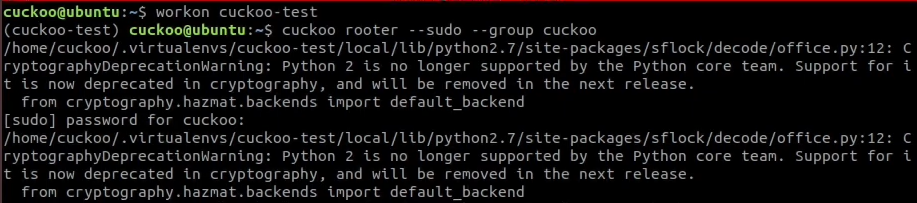 cuckoo@ubuntu:~$ workon cuckoo-test
(cuckoo-test) cuckoo@ubuntu:~$ cuckoo rooter --sudo --group cuckoo
/home/cuckoo/.virtualenvs/cuckoo-test/local/lib/python2.7/site-packages/sflock/decode/office.py:12: C
ryptographyDeprecationWarning: Python 2 is no longer supported by the Python core team. Support for i
t is now deprecated in cryptography, and will be removed in the next release.
  from cryptography.hazmat.backends import default_backend
[sudo] password for cuckoo:
/home/cuckoo/.virtualenvs/cuckoo-test/local/lib/python2.7/site-packages/sflock/decode/office.py:12: C
ryptographyDeprecationWarning: Python 2 is no longer supported by the Python core team. Support for i
t is now deprecated in cryptography, and will be removed in the next release.
  from cryptography.hazmat.backends import default_backend